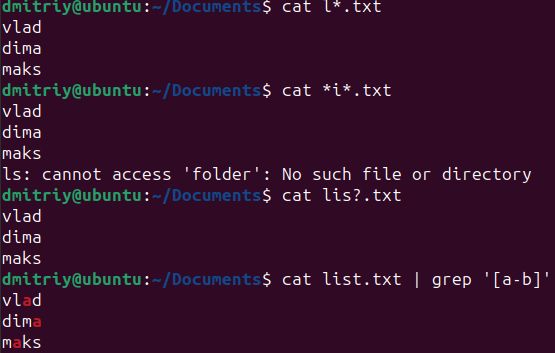 dmitriy@ubuntu:~/Documents$ cat l*.txt
vlad
dima
maks
dmitriy@ubuntu:~/Documents$ cat *i*.txt
vlad
dima
maks
ls: cannot access 'folder': No such file or directory
dmitriy@ubuntu:~/Documents$ cat lis?.txt
vlad
dima
maks
dmitriy@ubuntu:~/Documents$ cat list.txt | grep '[a-b]'
vlad
dima
maks